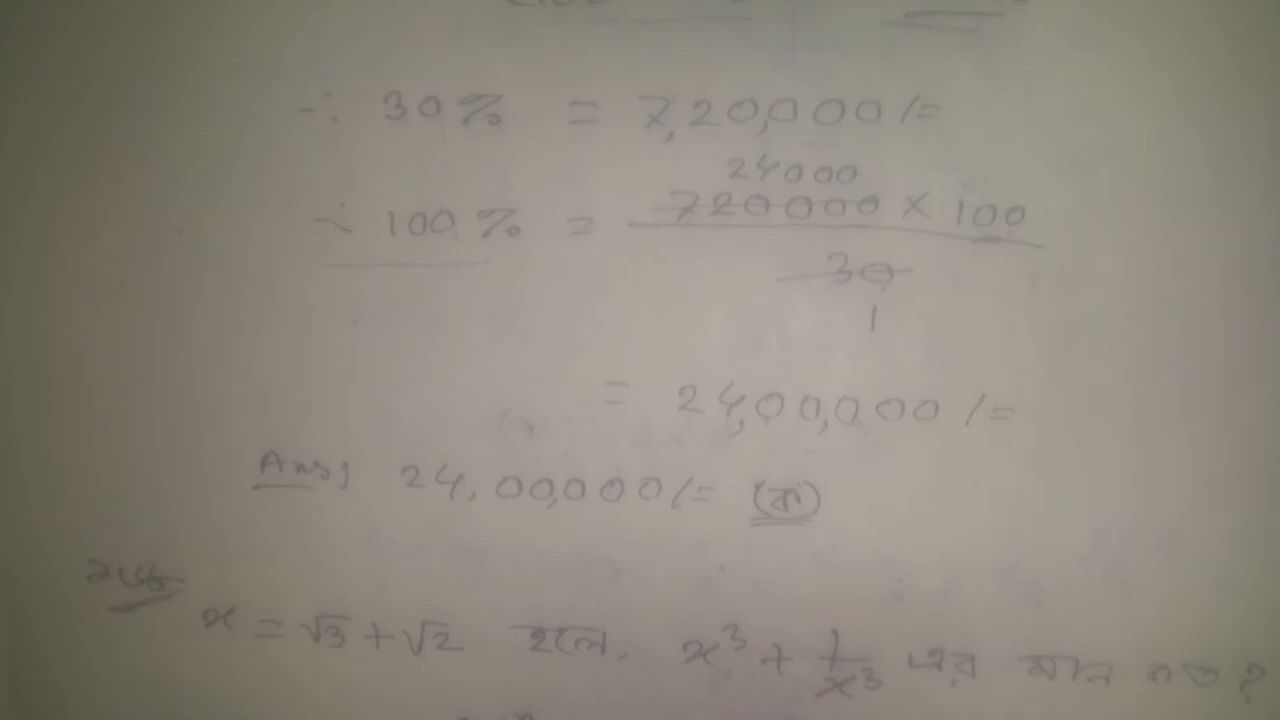 ∴ 30% = 7,20,000/=
24000
∴ 100% = 720000 × 100
30
1
= 24,00,000/=
Ans: 24,00,000/= (ক)
x = √3 + √2 হলে, x³ + 1/x³ এর মান কত?